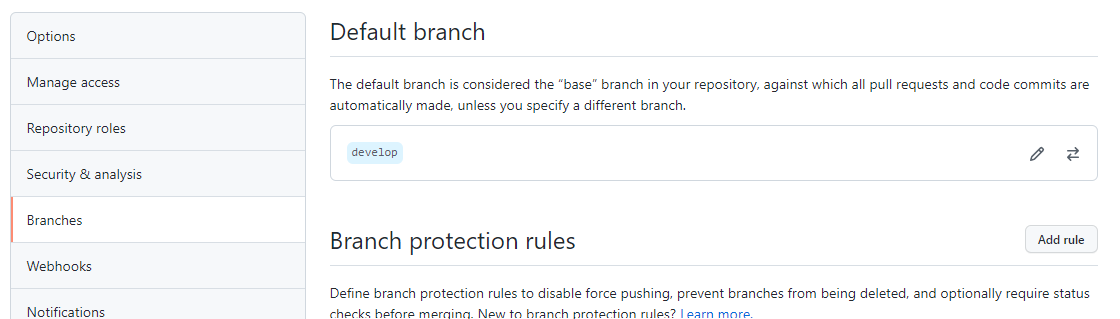 Options
Manage access
Repository roles
Security & analysis
Branches
Webhooks
Notifications
Default branch
The default branch is considered the “base” branch in your repository, against which all pull requests and code commits are
automatically made, unless you specify a different branch.
develop
Branch protection rules
Add rule
Define branch protection rules to disable force pushing, prevent branches from being deleted, and optionally require status
checks before merging. New to branch protection rules? Learn more.